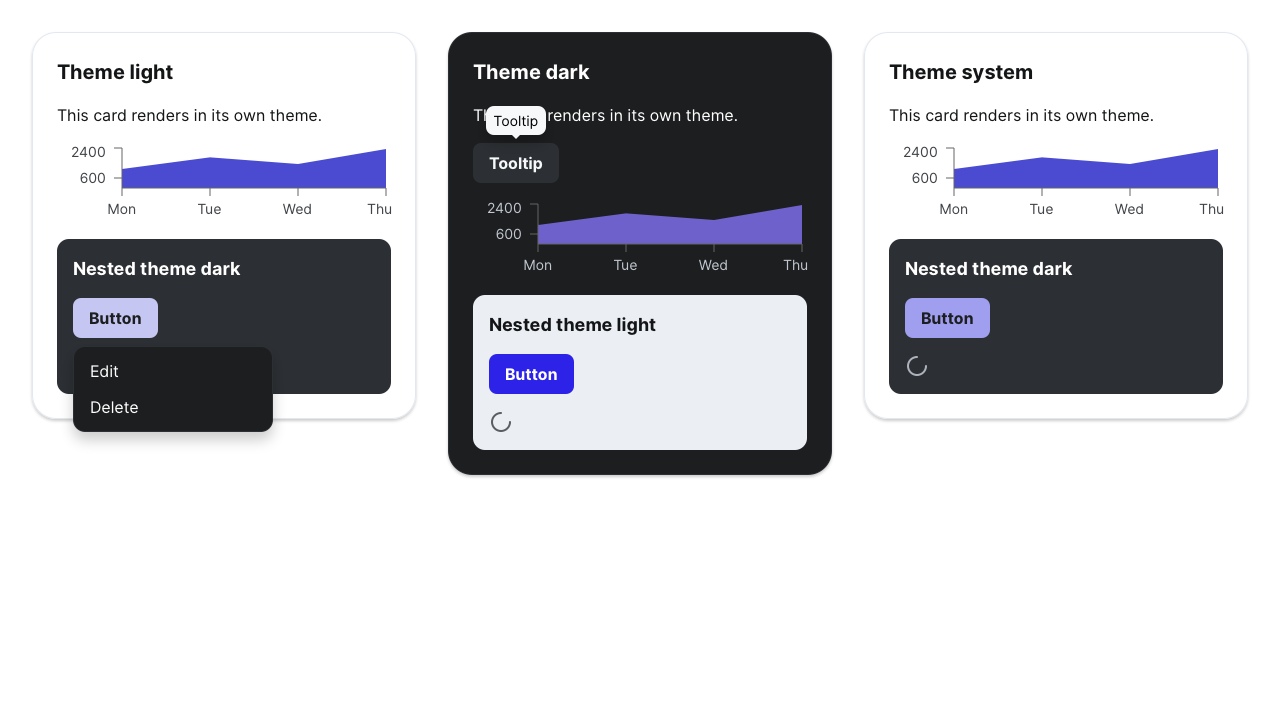 Theme light
This card renders in its own theme.
2400
600
Mon Tue Wed Thu
Nested theme dark
Button
Edit
Delete
Theme dark
renders in its own theme.
Tooltip
Tooltip
2400
600
Mon Tue Wed Thu
Nested theme light
Button
Theme system
This card renders in its own theme.
2400
600
Mon Tue Wed Thu
Nested theme dark
Button